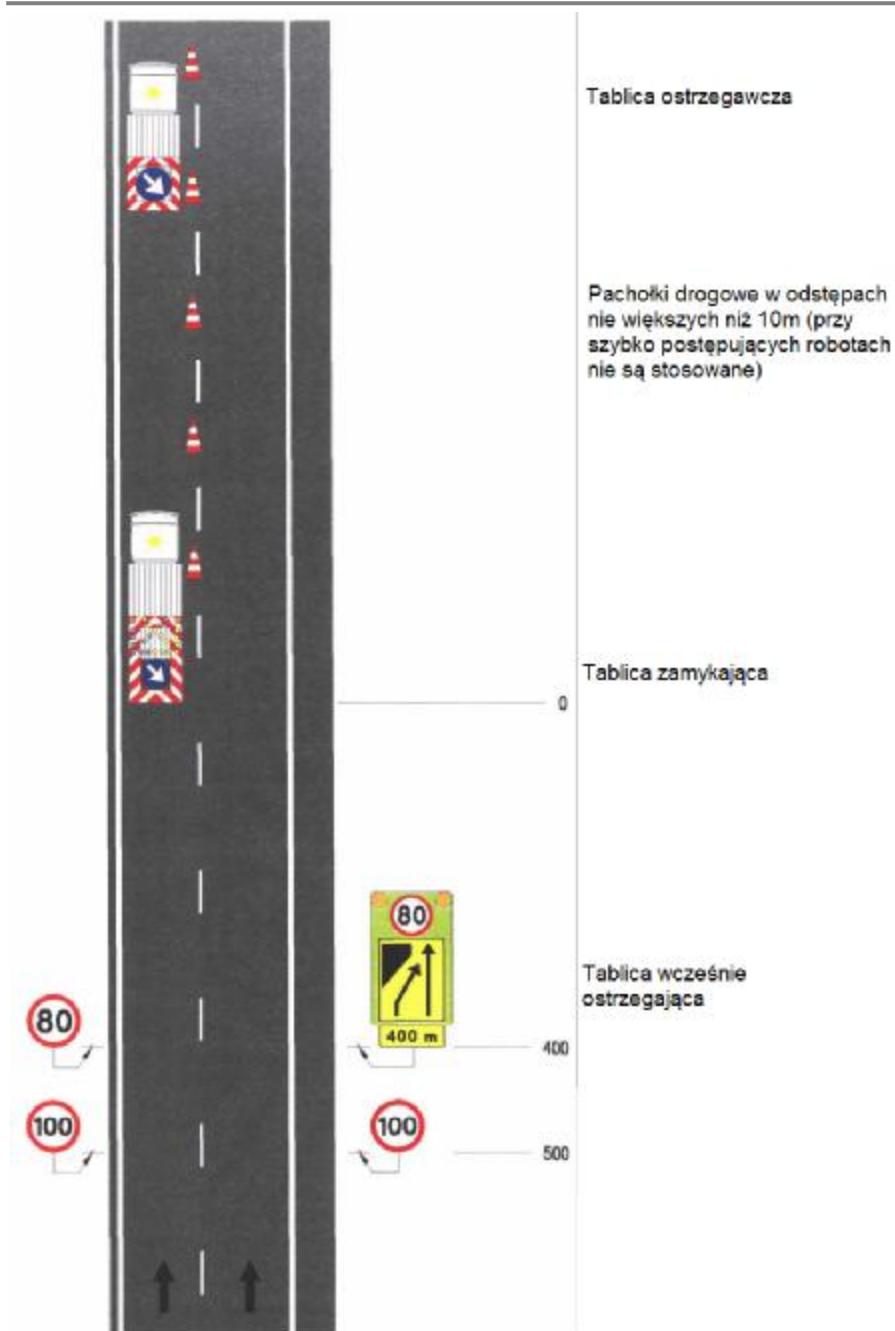 Tablica ostrzegawcza
Pachołki drogowe w odstępach
nie większych niż 10m (przy
szybko postępujących robotach
nie są stosowane)
Tablica zamykająca
0
80
Tablica wcześnie
ostrzegająca
80
400 m
400
100
100
500